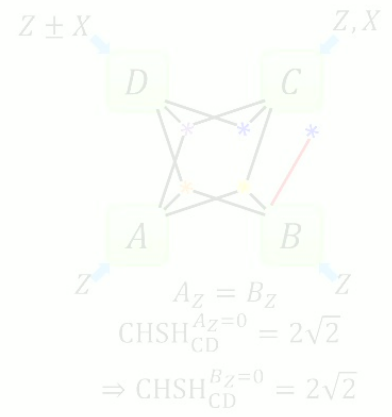 Z ± X
Z, X
D
C
A
B
Z
Z
A_Z = B_Z
CHSH_CD^{A_Z=0} = 2√2
⇒ CHSH_CD^{B_Z=0} = 2√2